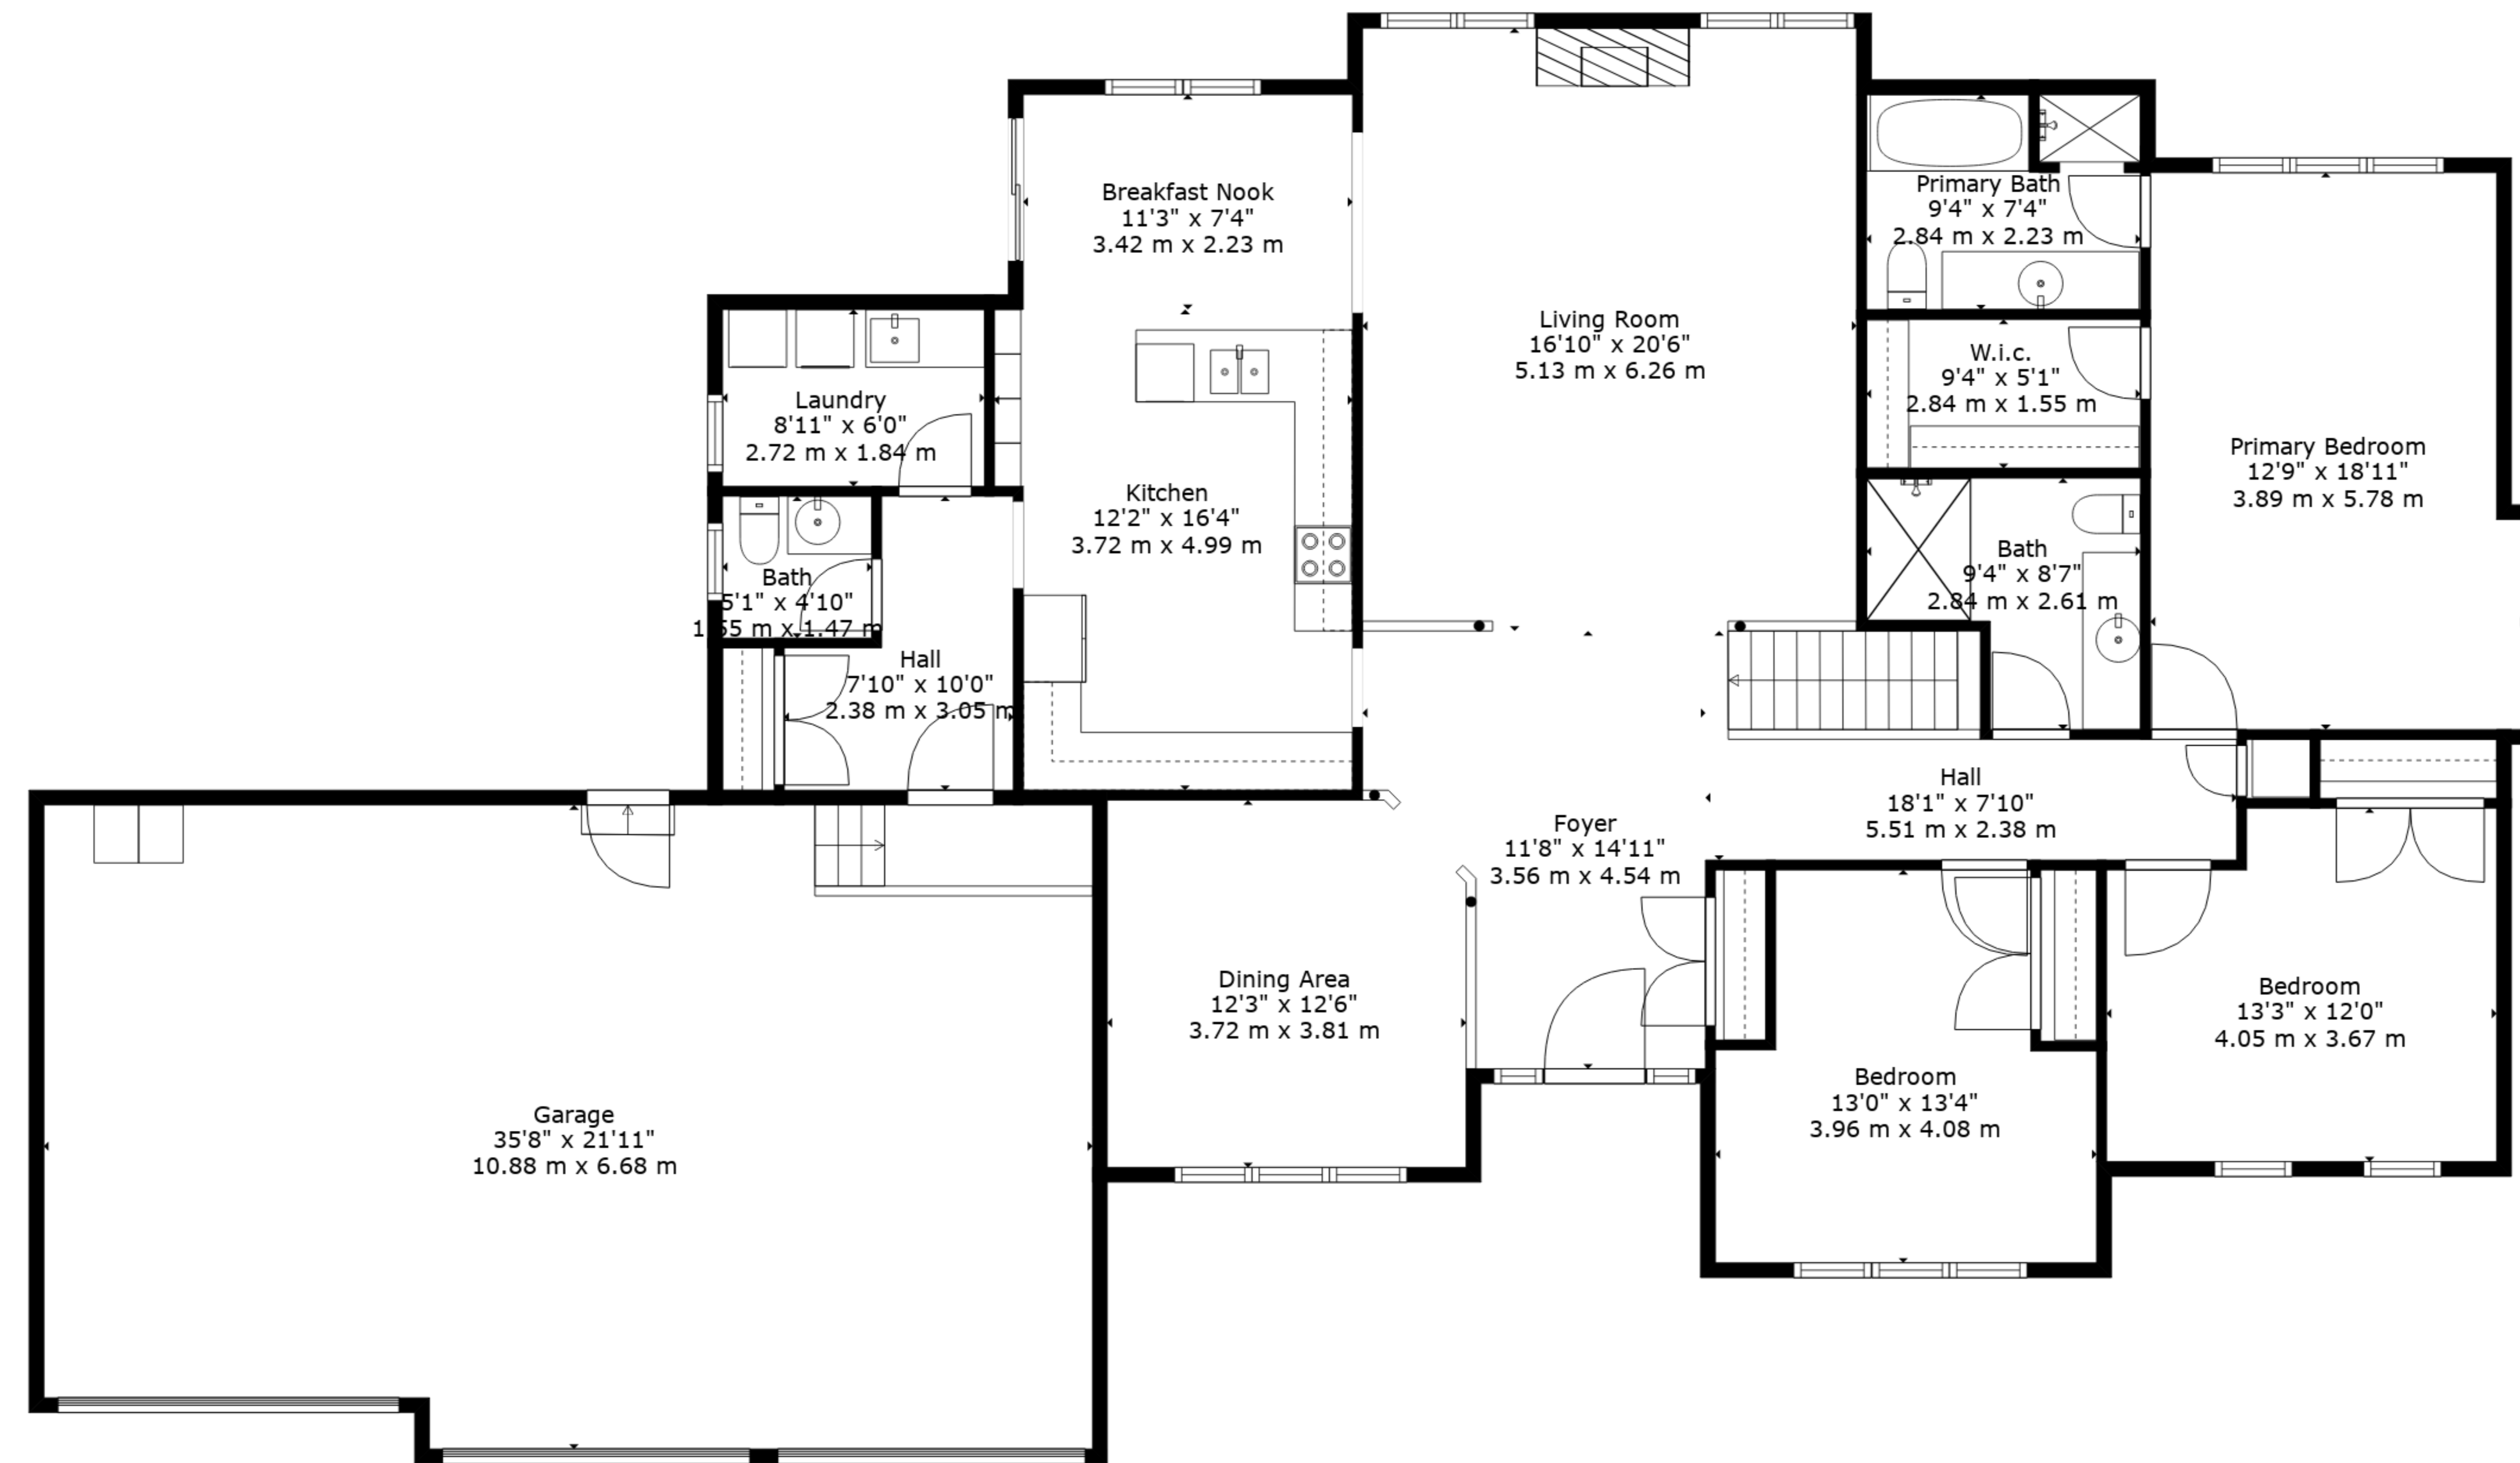 Breakfast Nook
11'3" x 7'4"
3.42 m x 2.23 m
Primary Bath
9'4" x 7'4"
2.84 m x 2.23 m
Living Room
16'10" x 20'6"
5.13 m x 6.26 m
W.i.c.
9'4" x 5'1"
2.84 m x 1.55 m
Laundry
8'11" x 6'0"
2.72 m x 1.84 m
Primary Bedroom
12'9" x 18'11"
3.89 m x 5.78 m
Kitchen
12'2" x 16'4"
3.72 m x 4.99 m
Bath
9'4" x 8'7"
2.84 m x 2.61 m
Bath
5'1" x 4'10"
1.55 m x 1.47 m
Hall
7'10" x 10'0"
2.38 m x 3.05 m
Hall
18'1" x 7'10"
5.51 m x 2.38 m
Foyer
11'8" x 14'11"
3.56 m x 4.54 m
Dining Area
12'3" x 12'6"
3.72 m x 3.81 m
Bedroom
13'3" x 12'0"
4.05 m x 3.67 m
Bedroom
13'0" x 13'4"
3.96 m x 4.08 m
Garage
35'8" x 21'11"
10.88 m x 6.68 m